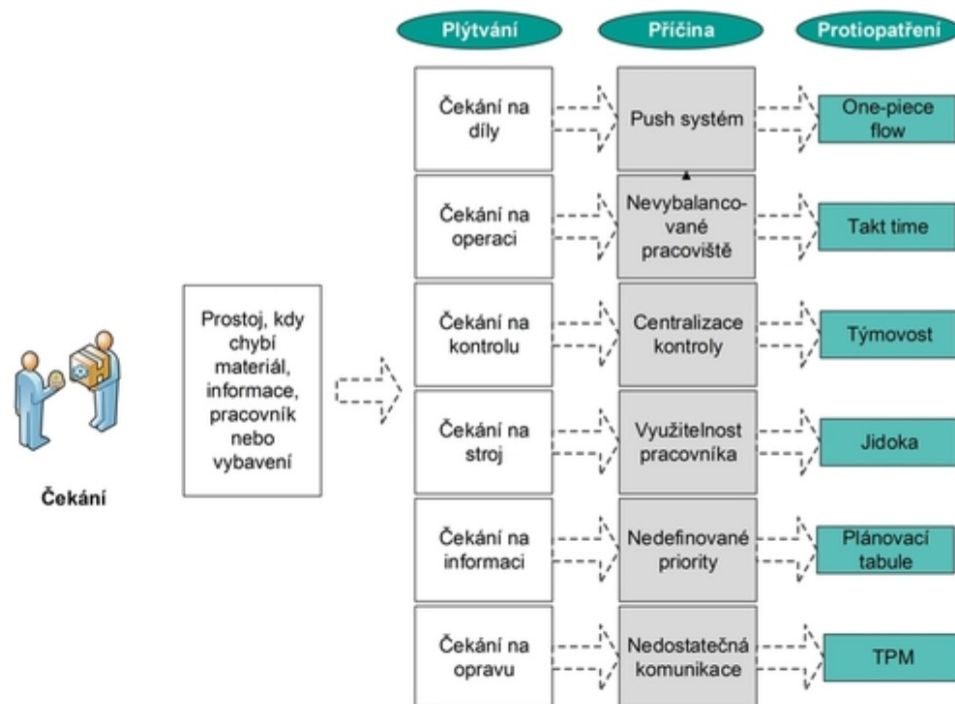 Plýtvání
Příčina
Protiopatření
Čekání na
díly
Push systém
One-piece
flow
Čekání na
operaci
Nevybalanco-
vané
pracoviště
Takt time
Prostoj, kdy
chybí
materiál,
informace,
pracovník
nebo
vybavení
Čekání
Čekání na
kontrolu
Centralizace
kontroly
Týmovost
Čekání na
stroj
Využitelnost
pracovníka
Jidoka
Čekání na
informaci
Nedefinované
priority
Plánovací
tabule
Čekání na
opravu
Nedostatečná
komunikace
TPM